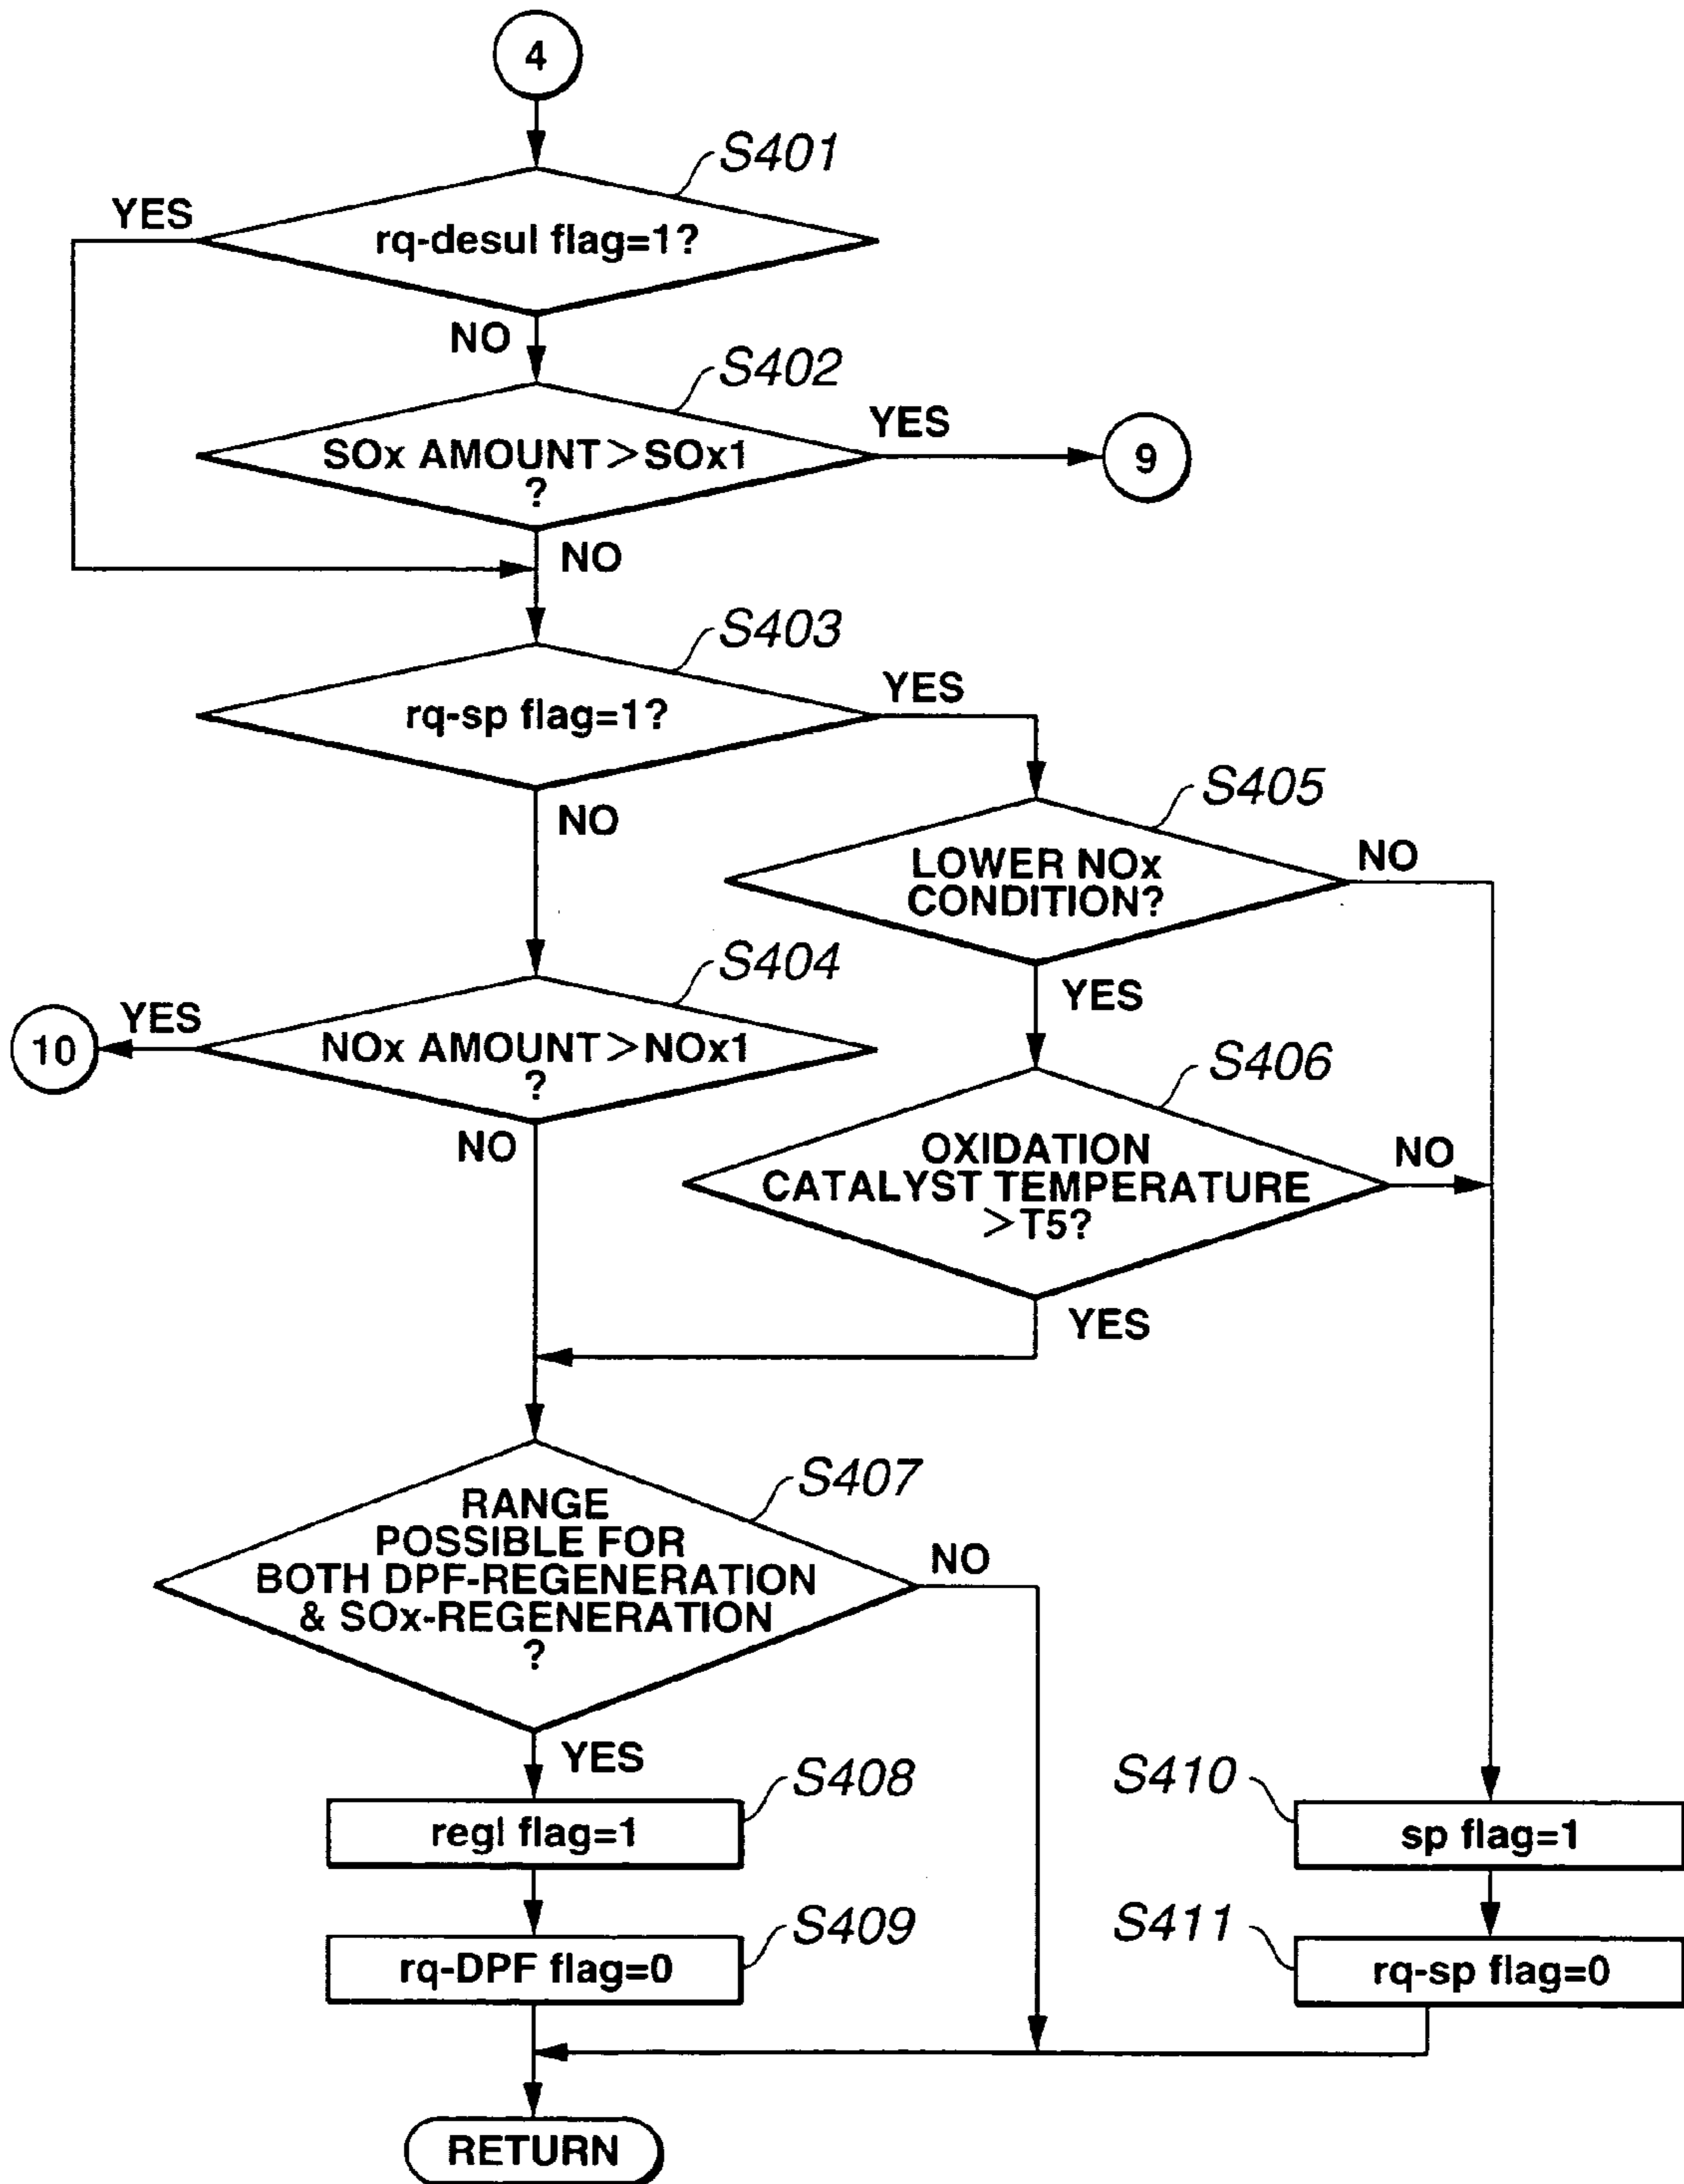 4
S401
YES
rq-desul flag=1?
NO
S402
YES
SOx AMOUNT>SOx1
?
9
NO
S403
YES
rq-sp flag=1?
NO
S405
NO
LOWER NOx
CONDITION?
YES
S404
YES
10
NOx AMOUNT>NOx1
?
NO
S406
NO
OXIDATION
CATALYST TEMPERATURE
>T5?
YES
S407
RANGE
POSSIBLE FOR
BOTH DPF-REGENERATION
& SOx-REGENERATION
?
NO
YES
S408
regl flag=1
S410
sp flag=1
S409
rq-DPF flag=0
S411
rq-sp flag=0
RETURN